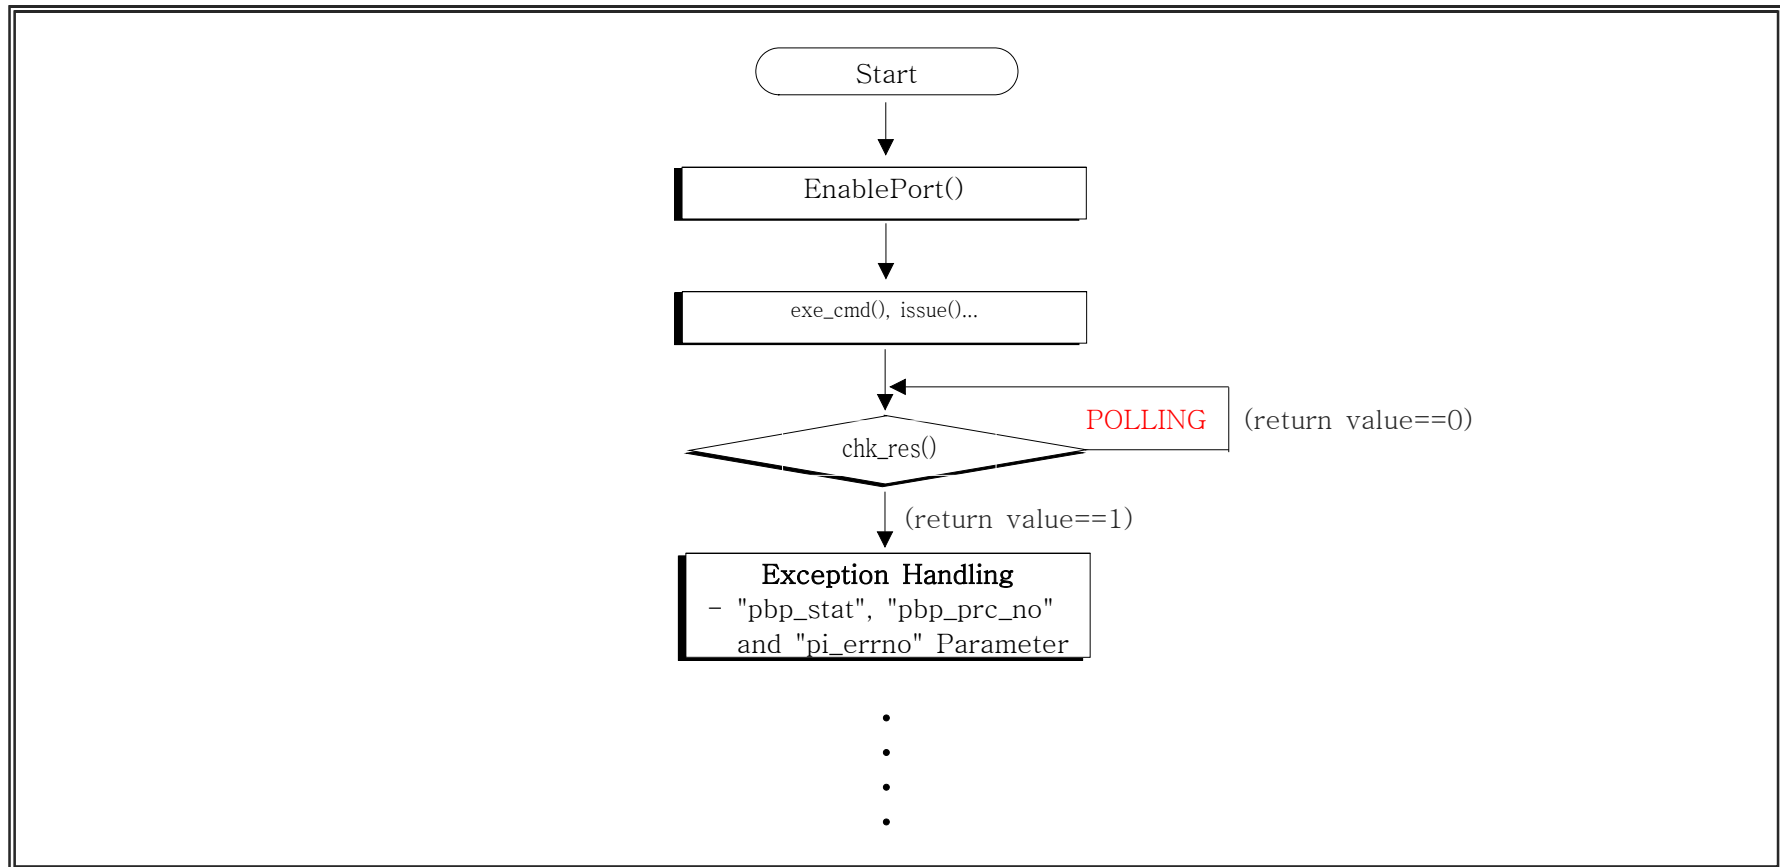 Start
EnablePort()
exe_cmd(), issue()...
POLLING (return value==0)
chk_res()
(return value==1)
Exception Handling
- "pbp_stat", "pbp_prc_no"
and "pi_errno" Parameter